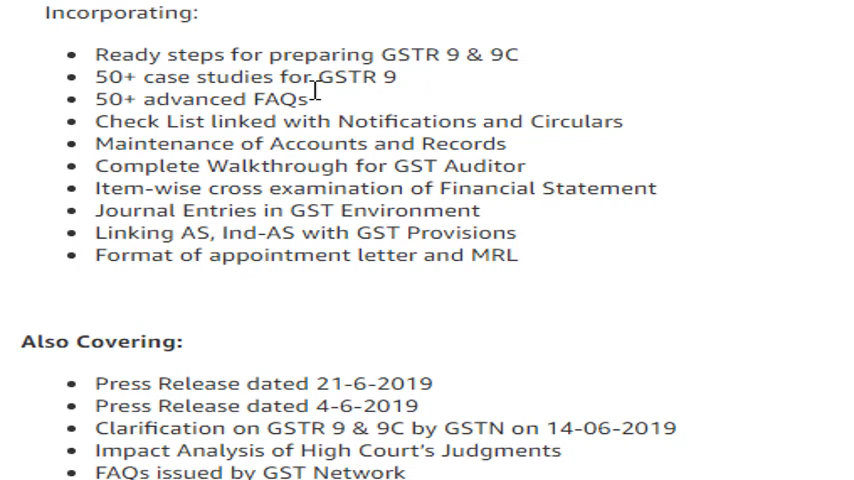 Incorporating:
• Ready steps for preparing GSTR 9 & 9C
• 50+ case studies for GSTR 9
• 50+ advanced FAQs
• Check List linked with Notifications and Circulars
• Maintenance of Accounts and Records
• Complete Walkthrough for GST Auditor
• Item-wise cross examination of Financial Statement
• Journal Entries in GST Environment
• Linking AS, Ind-AS with GST Provisions
• Format of appointment letter and MRL
Also Covering:
• Press Release dated 21-6-2019
• Press Release dated 4-6-2019
• Clarification on GSTR 9 & 9C by GSTN on 14-06-2019
• Impact Analysis of High Court’s Judgments
• FAQs issued by GST Network